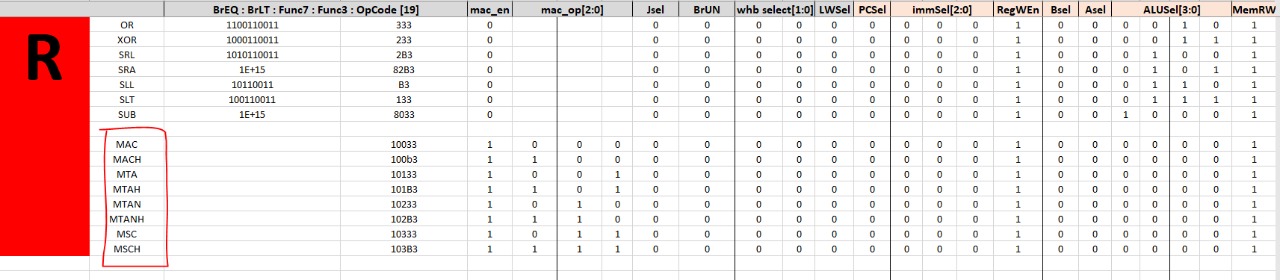 BrEQ : BrLT : Func7 : Func3 : OpCode [19] mac_en mac_op[2:0] Jsel BrUN whb select[1:0] LWSel PCSel immSel[2:0] RegWEn Bsel Asel ALUSel[3:0] MemRW
R
OR 1100110011 333 0 0 0 0 0 0 0 0 0 0 1 0 0 0 0 1 0 1
XOR 1000110011 233 0 0 0 0 0 0 0 0 0 0 1 0 0 0 0 1 1 1
SRL 1010110011 2B3 0 0 0 0 0 0 0 0 0 0 1 0 0 0 1 0 0 1
SRA 1E+15 82B3 0 0 0 0 0 0 0 0 0 0 1 0 0 0 1 0 1 1
SLL 10110011 B3 0 0 0 0 0 0 0 0 0 0 1 0 0 0 1 1 0 1
SLT 100110011 133 0 0 0 0 0 0 0 0 0 0 1 0 0 0 1 1 1 1
SUB 1E+15 8033 0 0 0 0 0 0 0 0 0 0 1 0 0 1 0 0 0 1
MAC 10033 1 0 0 0 0 0 0 0 0 0 0 0 0 1 0 0 0 0 0 0 1
MACH 100b3 1 1 0 0 0 0 0 0 0 0 0 0 0 1 0 0 0 0 0 0 1
MTA 10133 1 0 0 1 0 0 0 0 0 0 0 0 0 1 0 0 0 0 0 0 1
MTAH 101B3 1 1 0 1 0 0 0 0 0 0 0 0 0 1 0 0 0 0 0 0 1
MTAN 10233 1 0 1 0 0 0 0 0 0 0 0 0 0 1 0 0 0 0 0 0 1
MTANH 102B3 1 1 1 0 0 0 0 0 0 0 0 0 0 1 0 0 0 0 0 0 1
MSC 10333 1 0 1 1 0 0 0 0 0 0 0 0 0 1 0 0 0 0 0 0 1
MSCH 103B3 1 1 1 1 0 0 0 0 0 0 0 0 0 1 0 0 0 0 0 0 1